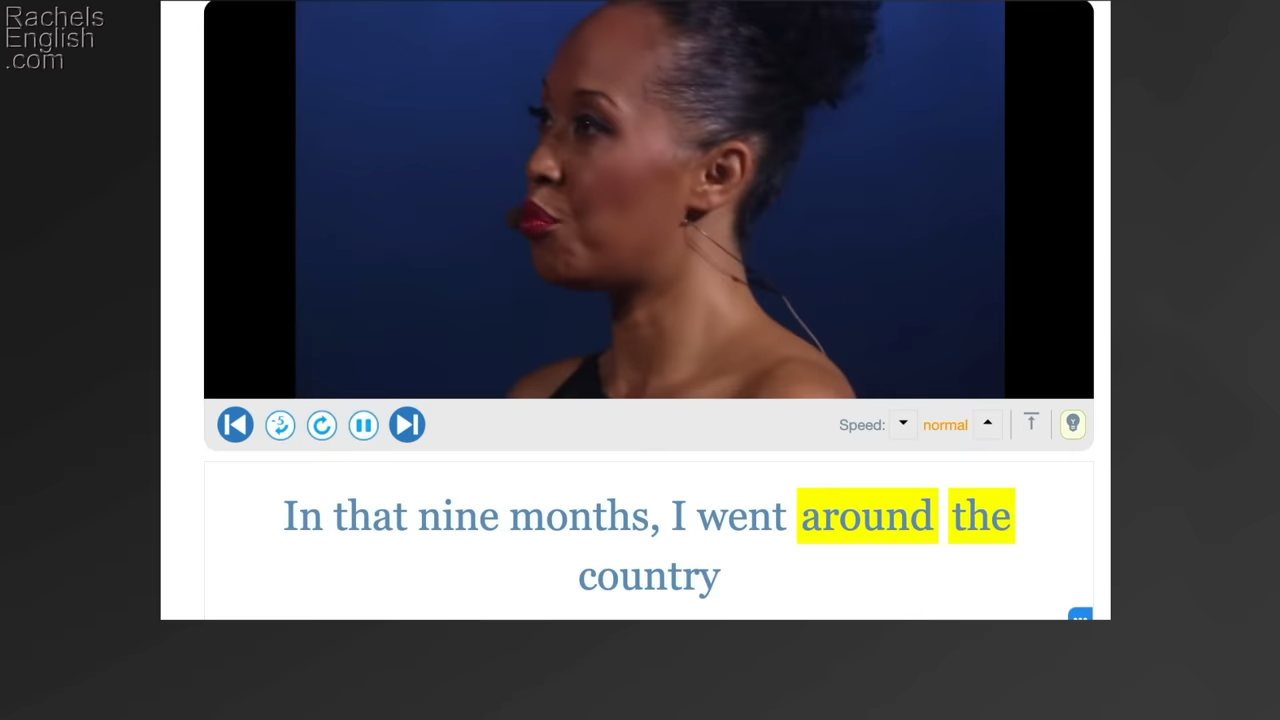 Rachels
English
.com
Speed: normal
In that nine months, I went around the
country